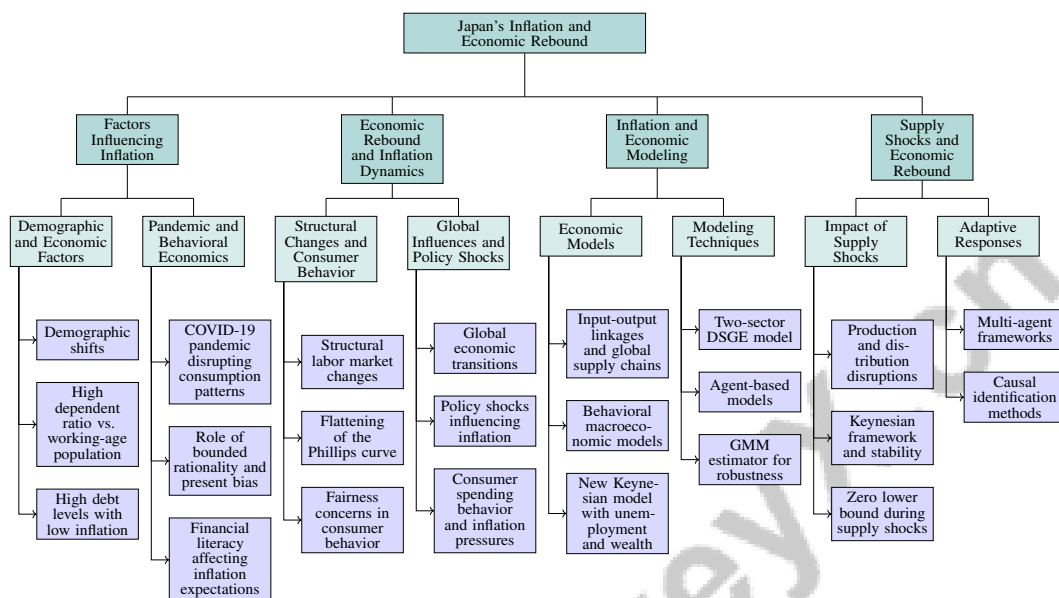 Japan's Inflation and
Economic Rebound
Factors
Influencing
Inflation
Economic
Rebound
and Inflation
Dynamics
Inflation and
Economic
Modeling
Supply
Shocks and
Economic
Rebound
Demographic
and Economic
Factors
Pandemic and
Behavioral
Economics
Structural
Changes and
Consumer
Behavior
Global
Influences and
Policy Shocks
Economic
Models
Modeling
Techniques
Impact of
Supply
Shocks
Adaptive
Responses
Demographic
shifts
High
dependent
ratio vs.
working-age
population
High debt
levels with
low inflation
COVID-19
pandemic
disrupting
consumption
patterns
Role of
bounded
rationality and
present bias
Financial
literacy
affecting
inflation
expectations
Structural
labor market
changes
Flattening
of the
Phillips curve
Fairness
concerns in
consumer
behavior
Global
economic
transitions
Policy shocks
influencing
inflation
Consumer
spending
behavior
and inflation
pressures
Input-output
linkages
and global
supply chains
Behavioral
macroeco-
nomic models
New Keyne-
sian model
with unem-
ployment
and wealth
Two-sector
DSGE model
Agent-based
models
GMM
estimator for
robustness
Production
and dis-
tribution
disruptions
Keynesian
framework
and stability
Zero lower
bound during
supply shocks
Multi-agent
frameworks
Causal
identification
methods